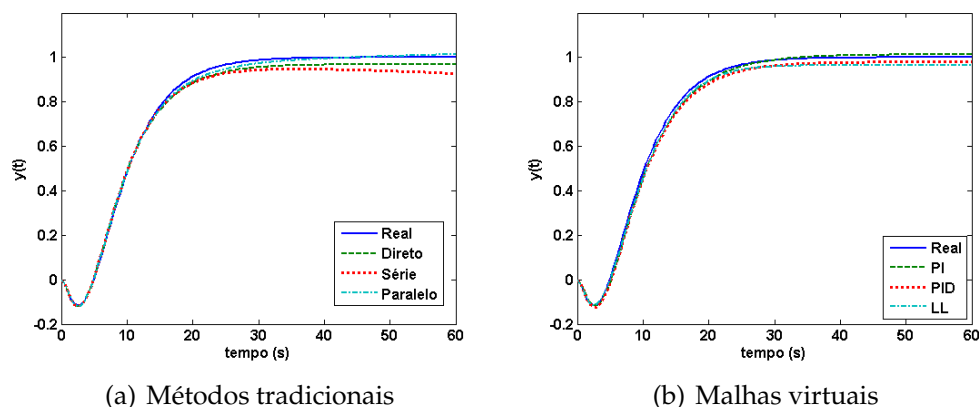 1
0.8
0.6
0.4
0.2
0
-0.2
y(t)
0 10 20 30 40 50 60
tempo (s)
Real
Direto
Série
Paralelo
(a) Métodos tradicionais
1
0.8
0.6
0.4
0.2
0
-0.2
y(t)
0 10 20 30 40 50 60
tempo (s)
Real
PI
PID
LL
(b) Malhas virtuais